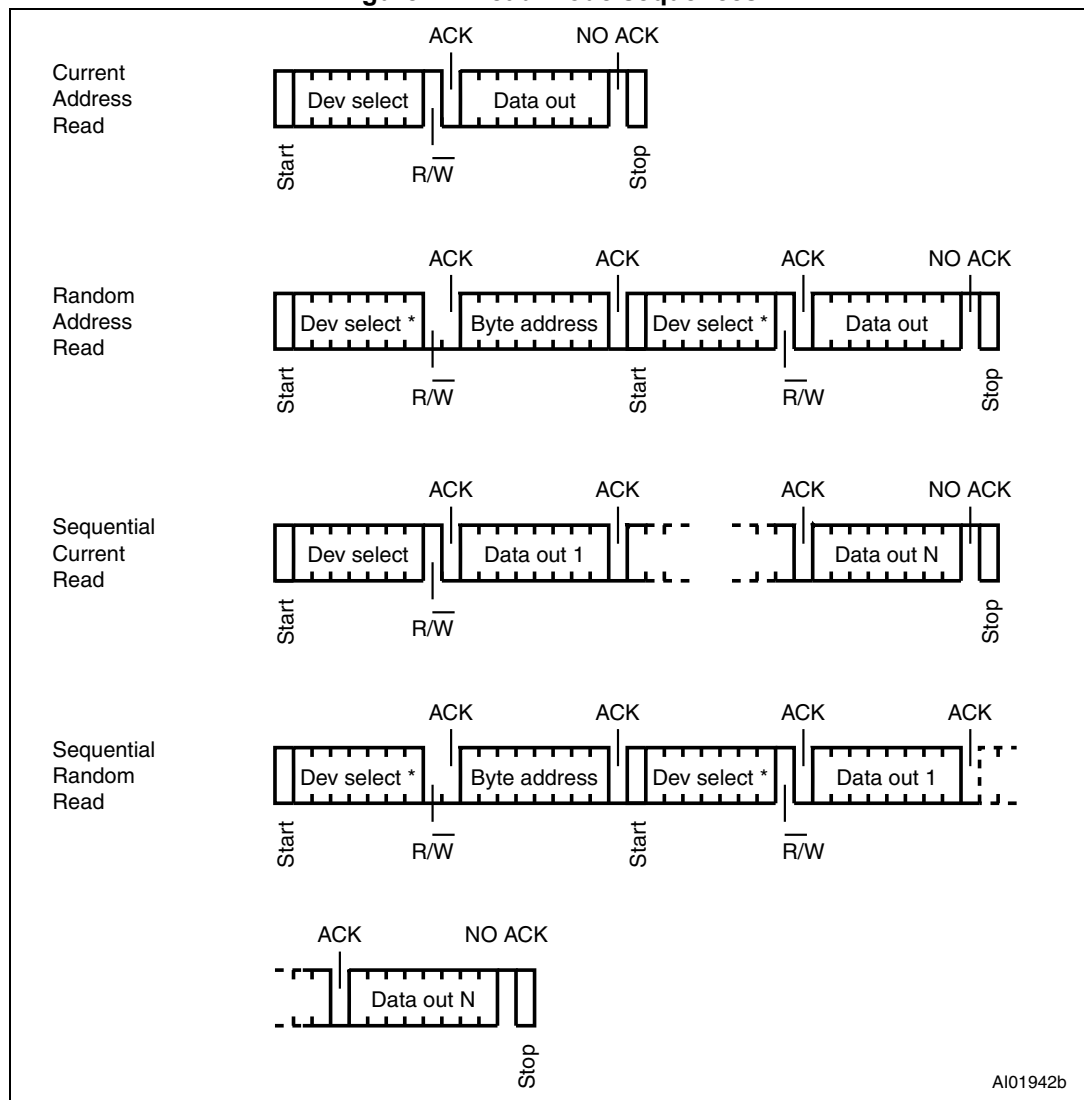 ACK NO ACK
Current
Address
Read
Dev select Data out
Start R/W̅ Stop
ACK ACK ACK NO ACK
Random
Address
Read
Dev select * Byte address Dev select * Data out
Start R/W̅ Start R̅/W Stop
ACK ACK ACK NO ACK
Sequential
Current
Read
Dev select Data out 1 Data out N
Start R/W̅ Stop
ACK ACK ACK ACK
Sequential
Random
Read
Dev select * Byte address Dev select * Data out 1
Start R/W̅ Start R̅/W
ACK NO ACK
Data out N
Stop
AI01942b